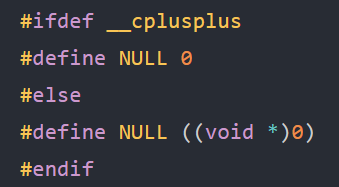 #ifdef __cplusplus
#define NULL 0
#else
#define NULL ((void *)0)
#endif